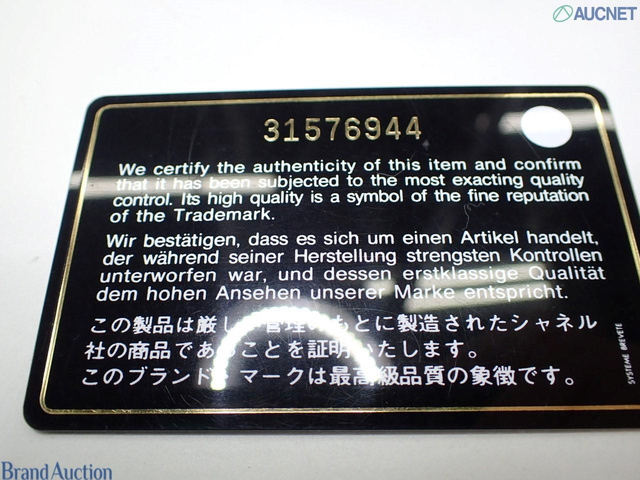 AUCNET
31576944
We certify the authenticity of this item and confirm
that it has been subjected to the most exacting quality
control. Its high quality is a symbol of the fine reputation
of the Trademark.
Wir bestätigen, dass es sich um einen Artikel handelt,
der während seiner Herstellung strengsten Kontrollen
unterworfen war, und dessen erstklassige Qualität
dem hohen Ansehen unserer Marke entspricht.
この製品は厳し 管理のもとに製造されたシャネル
社の商品であることを証明いたします。
このブランド・マークは最高級品質の象徴です。
SYSTEME BREVETE
Brand Auction